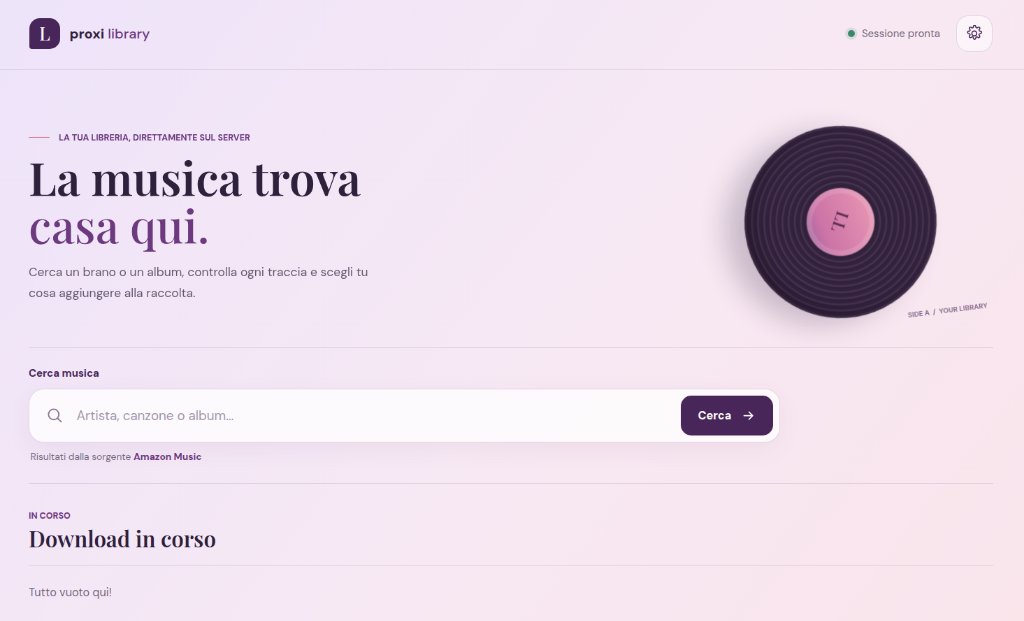 L proxi library
Sessione pronta
LA TUA LIBRERIA, DIRETTAMENTE SUL SERVER
La musica trova
casa qui.
Cerca un brano o un album, controlla ogni traccia e scegli tu
cosa aggiungere alla raccolta.
SIDE A / YOUR LIBRARY
Cerca musica
Artista, canzone o album...
Cerca →
Risultati dalla sorgente Amazon Music
IN CORSO
Download in corso
Tutto vuoto qui!